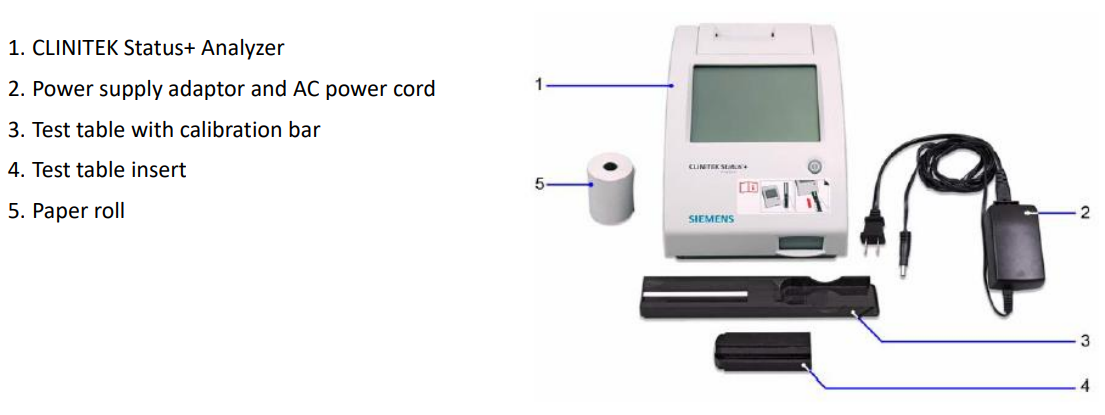 1. CLINITEK Status+ Analyzer
2. Power supply adaptor and AC power cord
3. Test table with calibration bar
4. Test table insert
5. Paper roll
1
CLINITEK STATUS+
5
SIEMENS
2
3
4